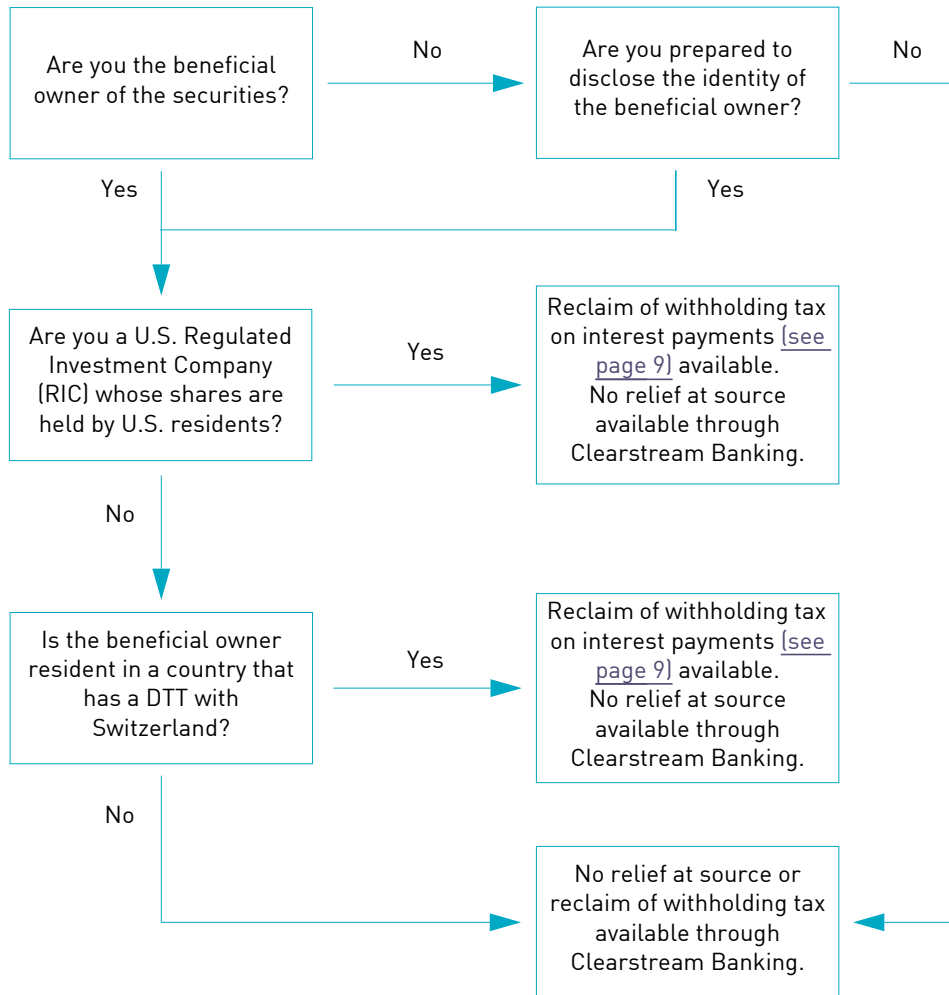 Are you the beneficial
owner of the securities?
No
Are you prepared to
disclose the identity of
the beneficial owner?
No
Yes
Yes
Are you a U.S. Regulated
Investment Company
(RIC) whose shares are
held by U.S. residents?
Yes
Reclaim of withholding tax
on interest payments (see
page 9) available.
No relief at source
available through
Clearstream Banking.
No
Is the beneficial owner
resident in a country that
has a DTT with
Switzerland?
Yes
Reclaim of withholding tax
on interest payments (see
page 9) available.
No relief at source
available through
Clearstream Banking.
No
No relief at source or
reclaim of withholding tax
available through
Clearstream Banking.